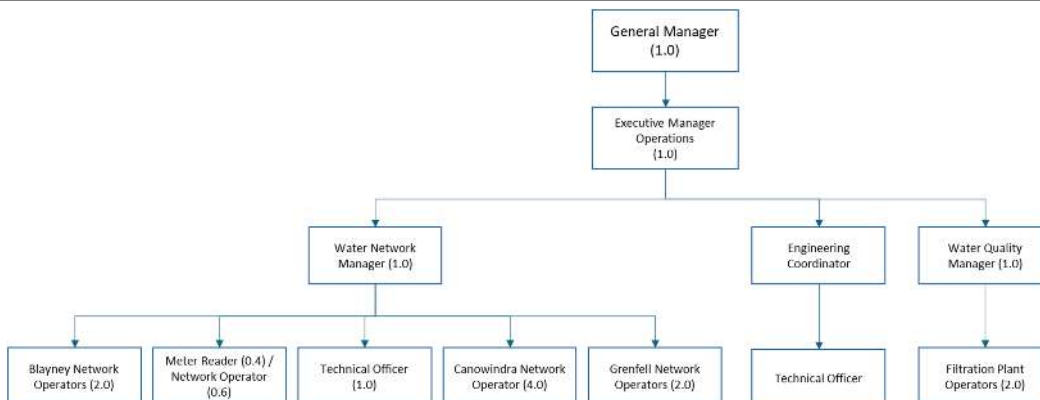 General Manager
(1.0)
Executive Manager
Operations
(1.0)
Water Network
Manager (1.0)
Engineering
Coordinator
Water Quality
Manager (1.0)
Blayney Network
Operators (2.0)
Meter Reader (0.4) /
Network Operator
(0.6)
Technical Officer
(1.0)
Canowindra Network
Operator (4.0)
Grenfell Network
Operators (2.0)
Technical Officer
Filtration Plant
Operators (2.0)